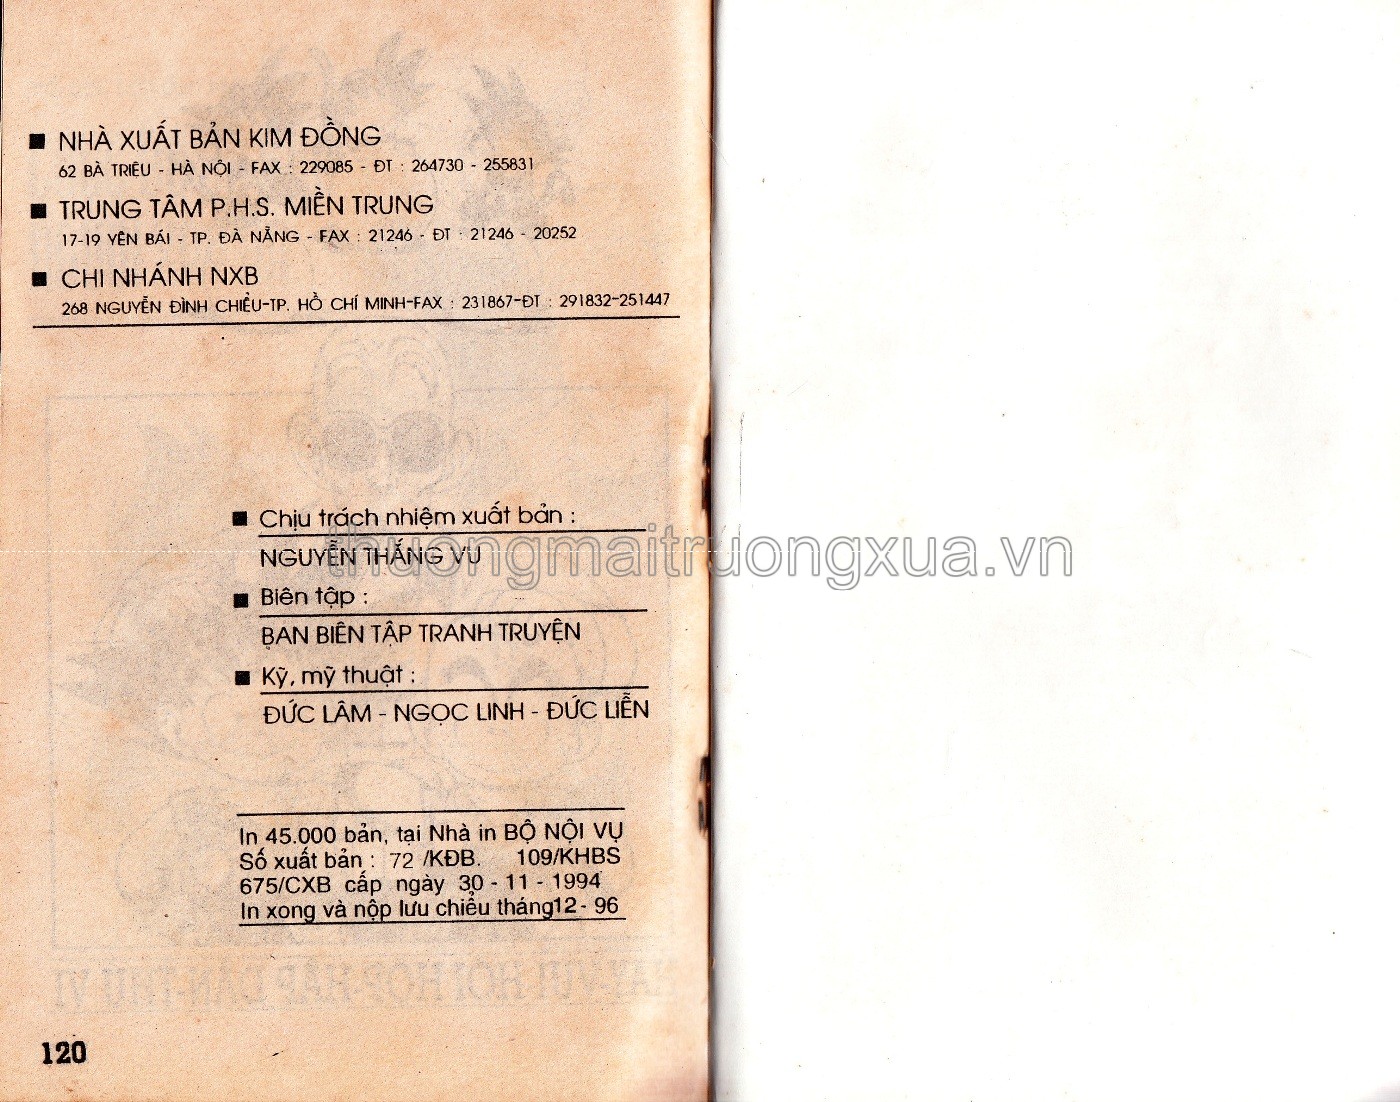 ■ NHÀ XUẤT BẢN KIM ĐỒNG
62 BÀ TRIỆU - HÀ NỘI - FAX : 229085 - ĐT : 264730 - 255831
■ TRUNG TÂM P.H.S. MIỀN TRUNG
17-19 YÊN BÁI - TP. ĐÀ NẴNG - FAX : 21246 - ĐT : 21246 - 20252
■ CHI NHÁNH NXB
268 NGUYỄN ĐÌNH CHIỂU-TP. HỒ CHÍ MINH-FAX : 231867-ĐT : 291832-251447
■ Chịu trách nhiệm xuất bản :
NGUYỄN THẮNG VU
thuongmaitruongxua.vn
■ Biên tập :
BAN BIÊN TẬP TRANH TRUYỆN
■ Kỹ, mỹ thuật :
ĐỨC LÂM - NGỌC LINH - ĐỨC LIỄN
In 45.000 bản, tại Nhà in BỘ NỘI VỤ
Số xuất bản : 72 /KĐB. 109/KHBS
675/CXB cấp ngày 30 - 11 - 1994
In xong và nộp lưu chiểu tháng12 - 96
120